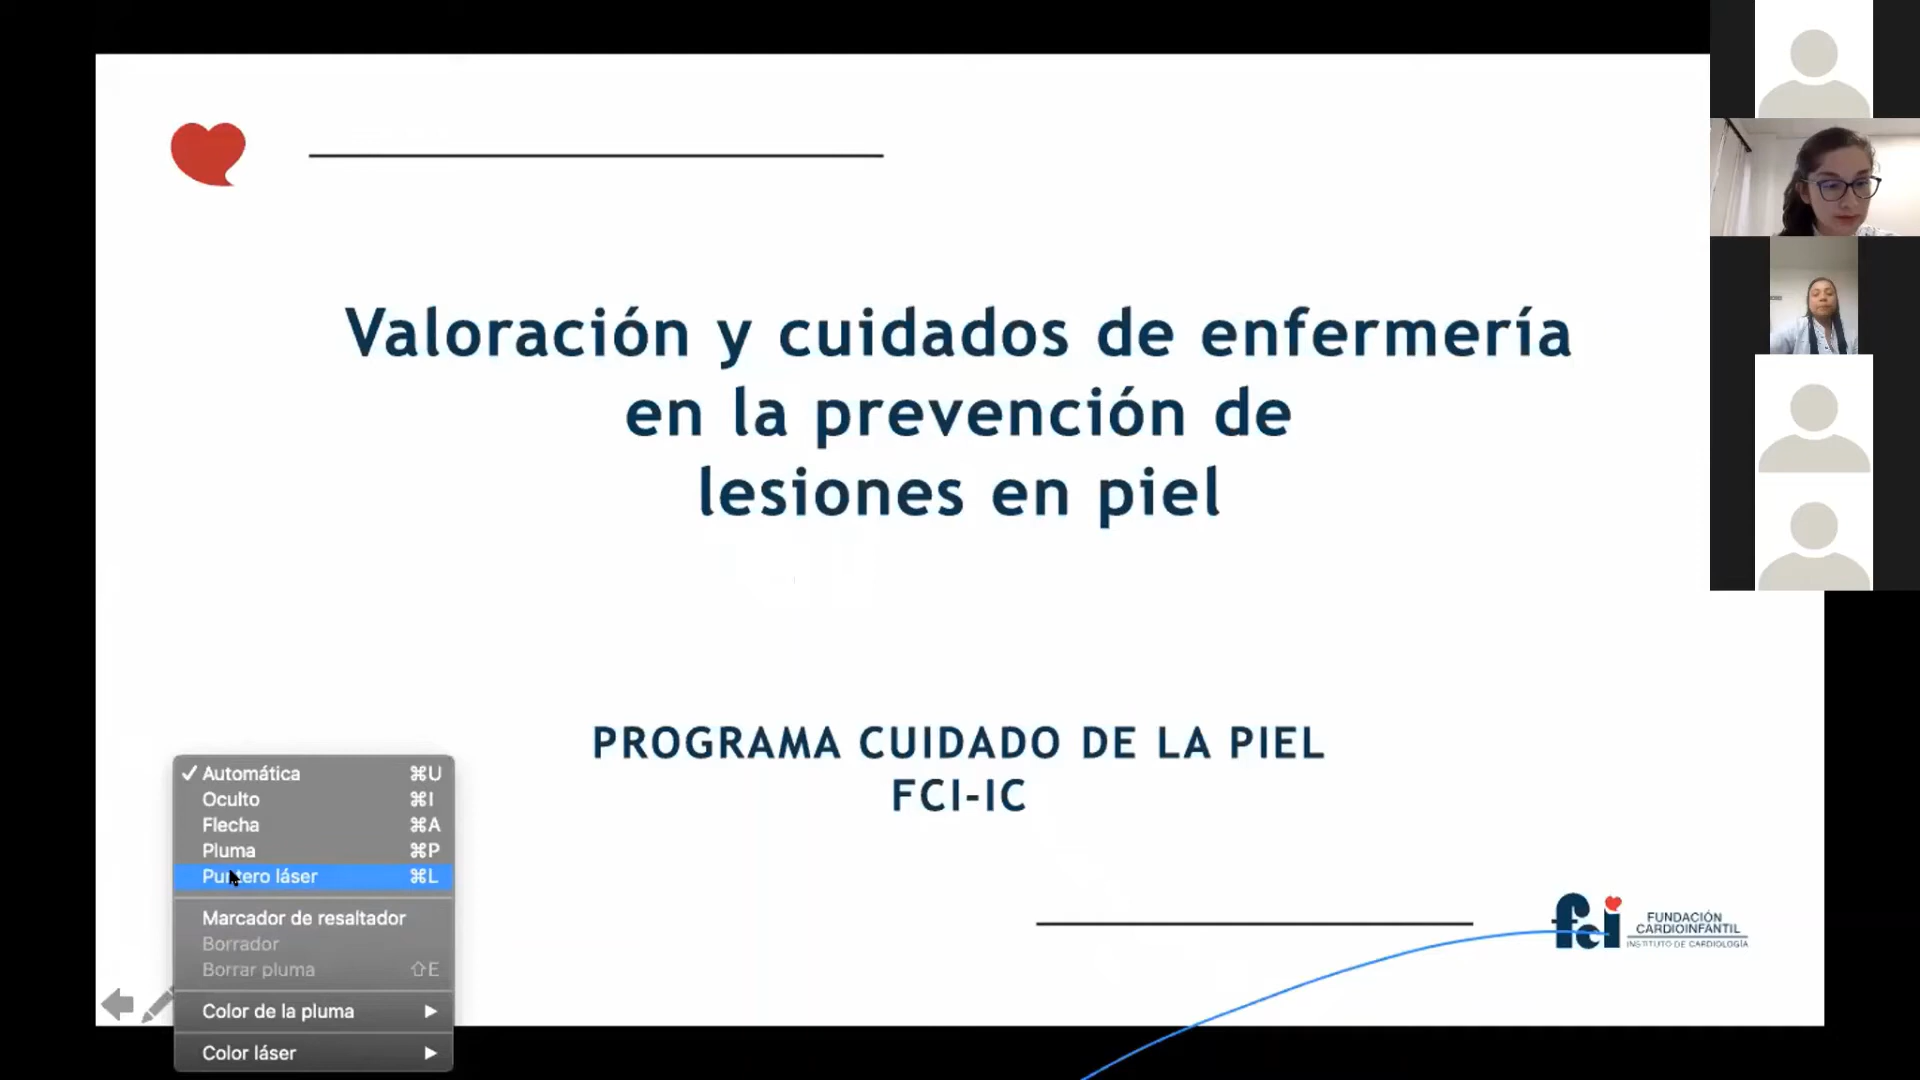 Valoración y cuidados de enfermería
en la prevención de
lesiones en piel
PROGRAMA CUIDADO DE LA PIEL
FCI-IC
✓ Automática ⌘U
Oculto ⌘I
Flecha ⌘A
Pluma ⌘P
Puntero láser ⌘L
Marcador de resaltador
Borrador
Borrar pluma ⇧E
Color de la pluma ▶
Color láser ▶
fci
FUNDACIÓN
CARDIOINFANTIL
INSTITUTO DE CARDIOLOGÍA